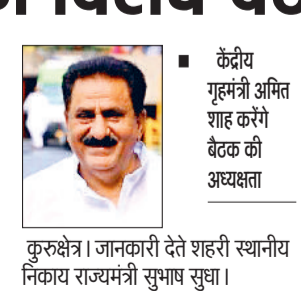 केंद्रीय
गृहमंत्री अमित
शाह करेंगे
बैठक की
अध्यक्षता
कुरुक्षेत्र। जानकारी देते शहरी स्थानीय
निकाय राज्यमंत्री सुभाष सुधा।